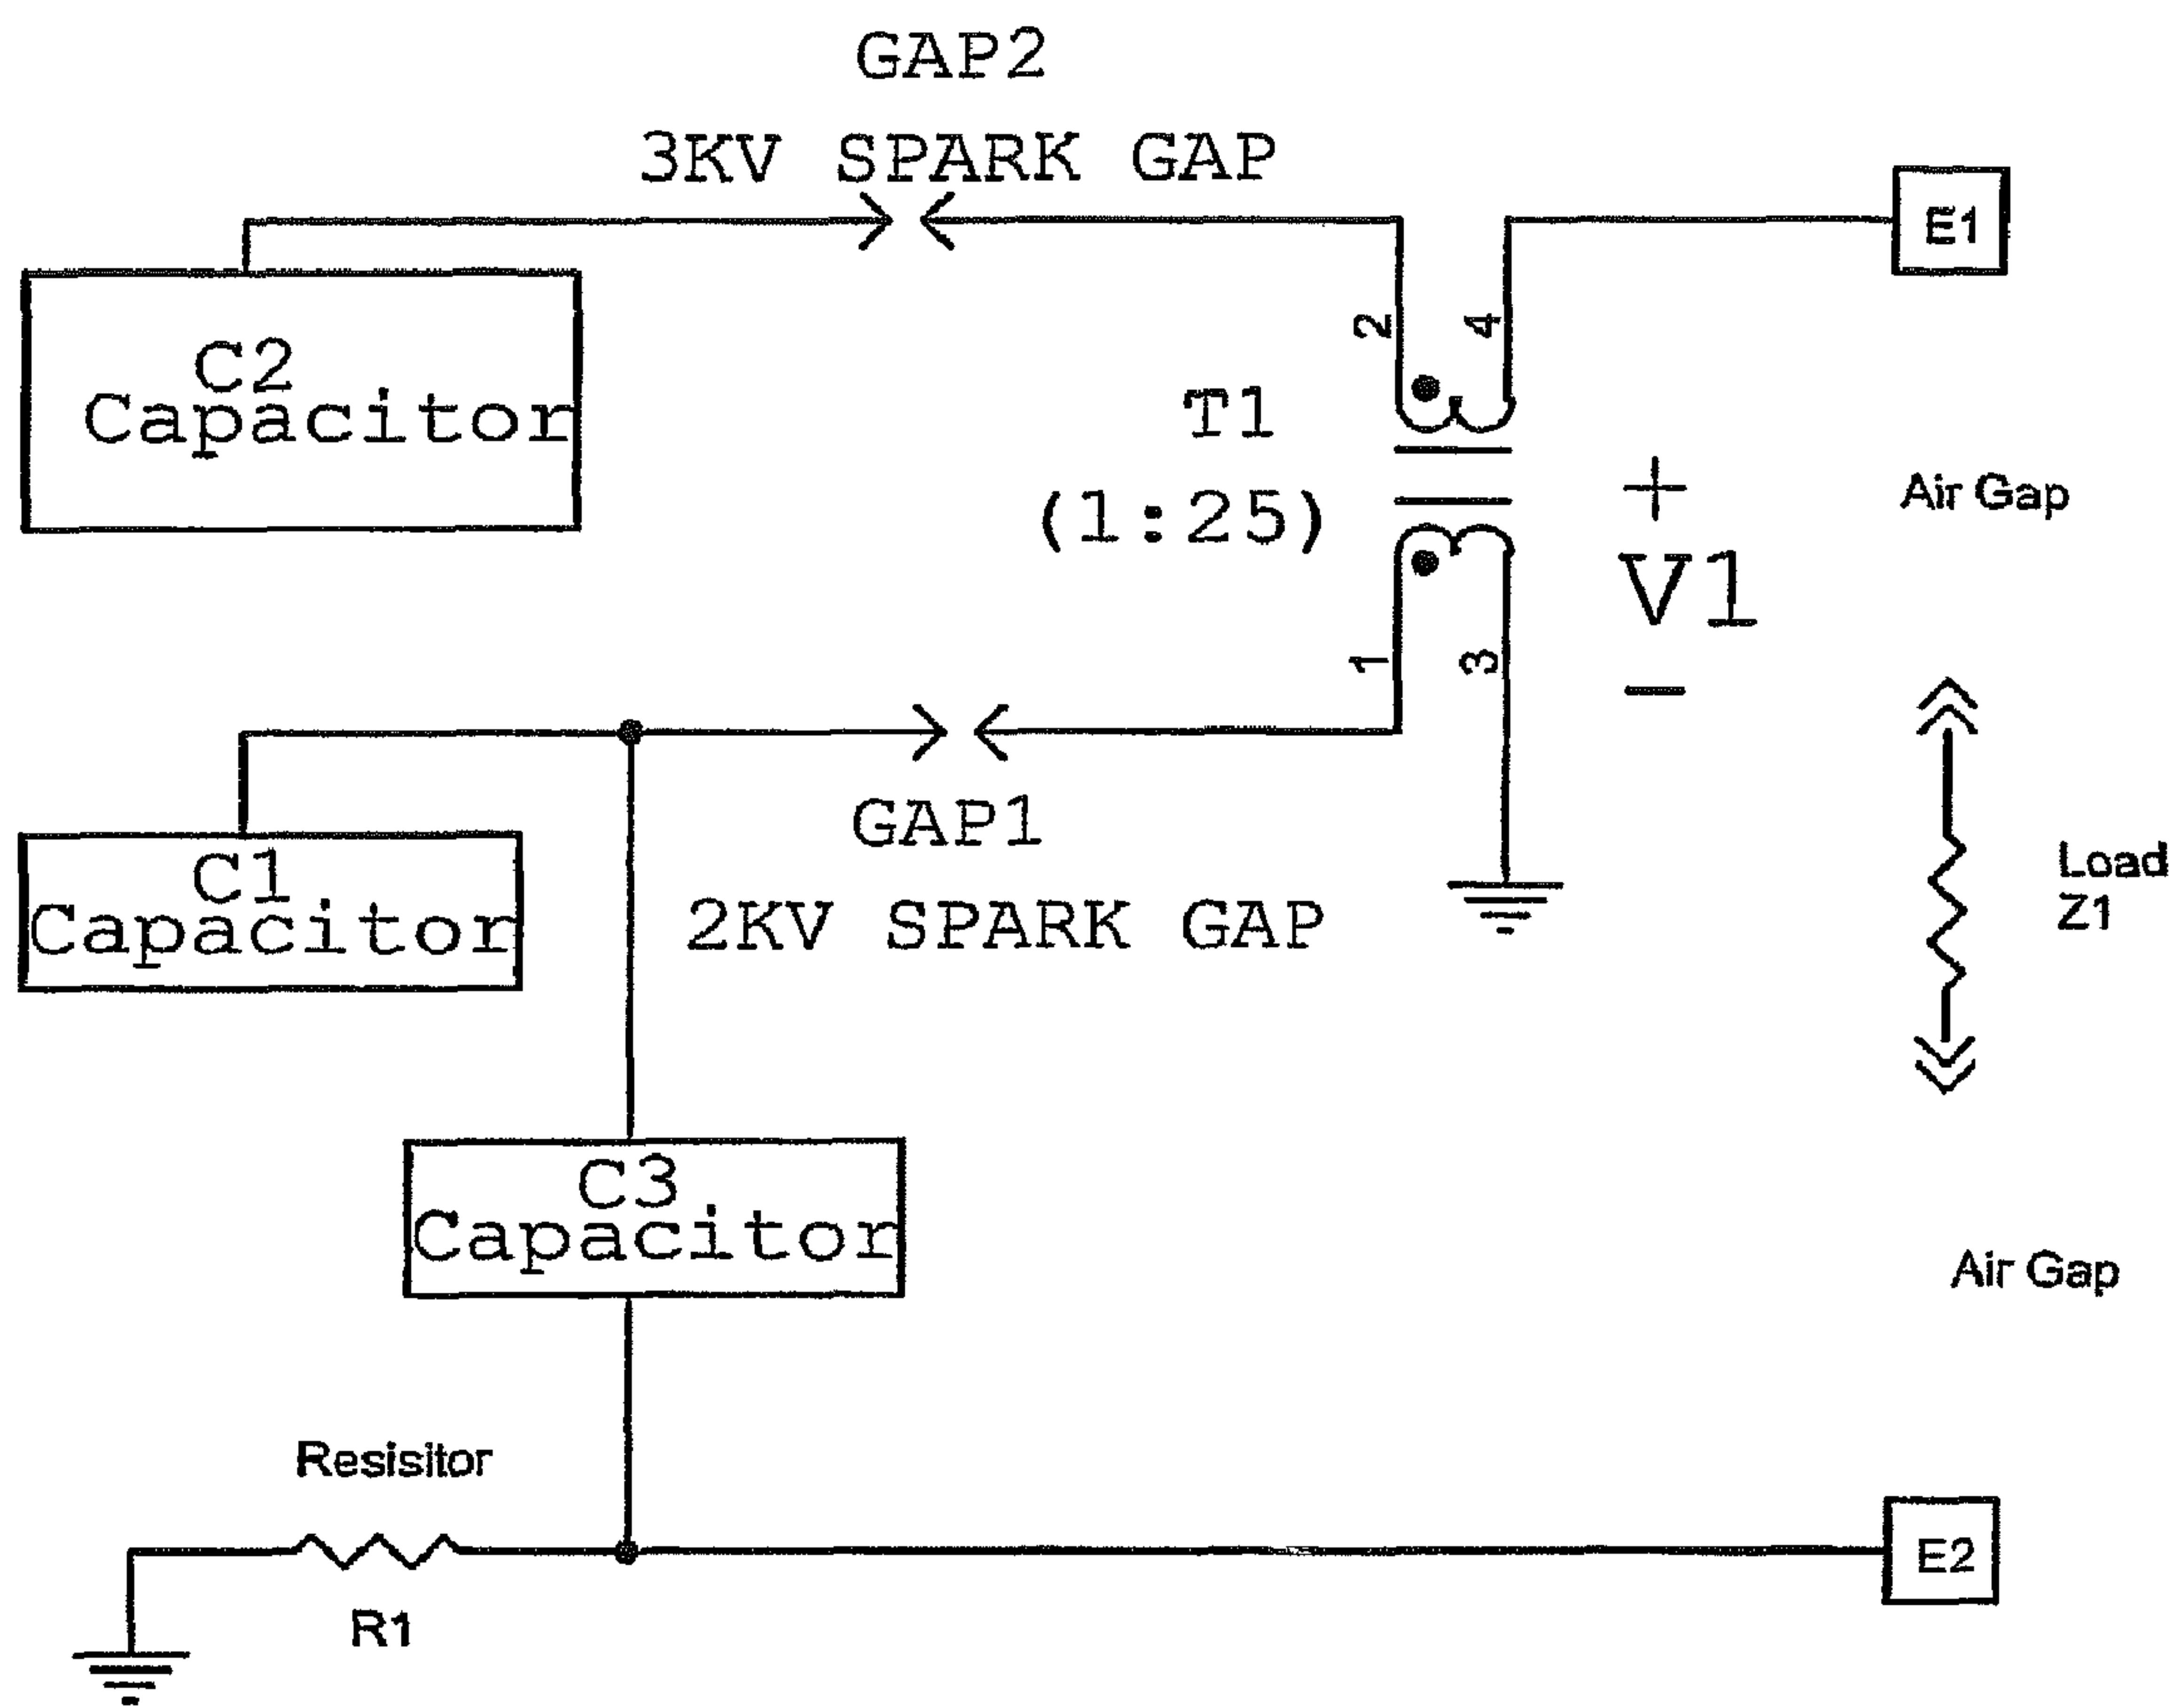 GAP2
3KV SPARK GAP
E1
C2
Capacitor
2
4
T1
(1:25)
+
V1
-
Air Gap
1
3
GAP1
2KV SPARK GAP
C1
Capacitor
Load
Z1
C3
Capacitor
Air Gap
Resisitor
R1
E2